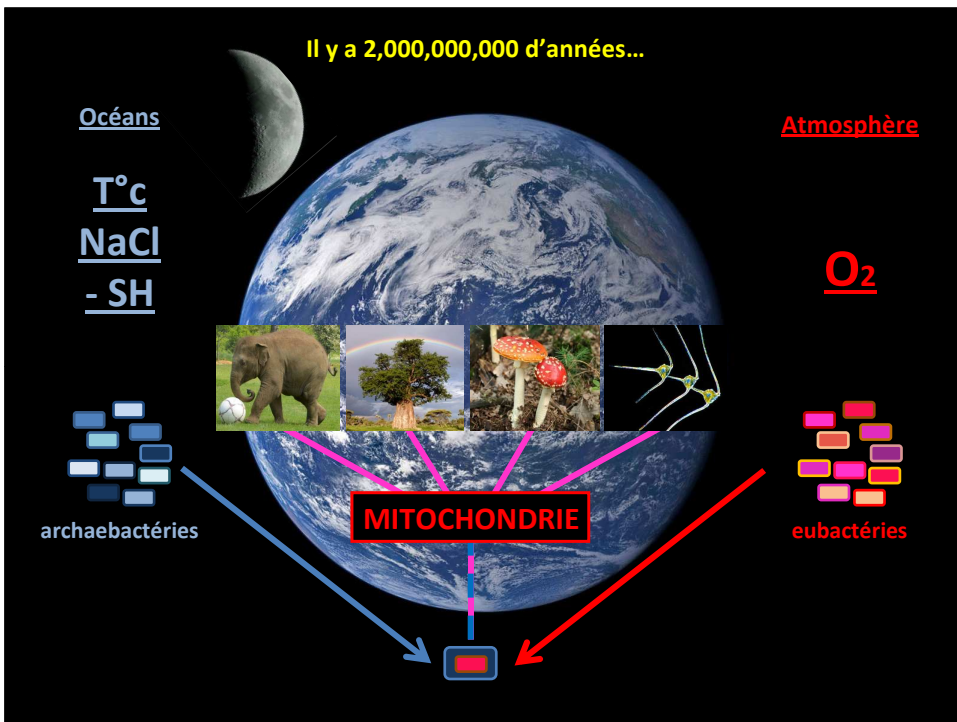 Il y a 2,000,000,000 d'années…
Océans
Atmosphère
T°c
NaCl
- SH
O2
MITOCHONDRIE
archaebactéries
eubactéries